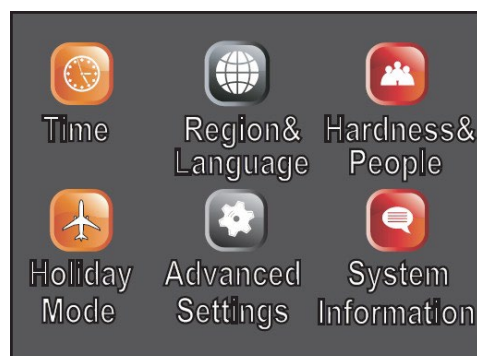 Time
Region&
Language
Hardness&
People
Holiday
Mode
Advanced
Settings
System
Information